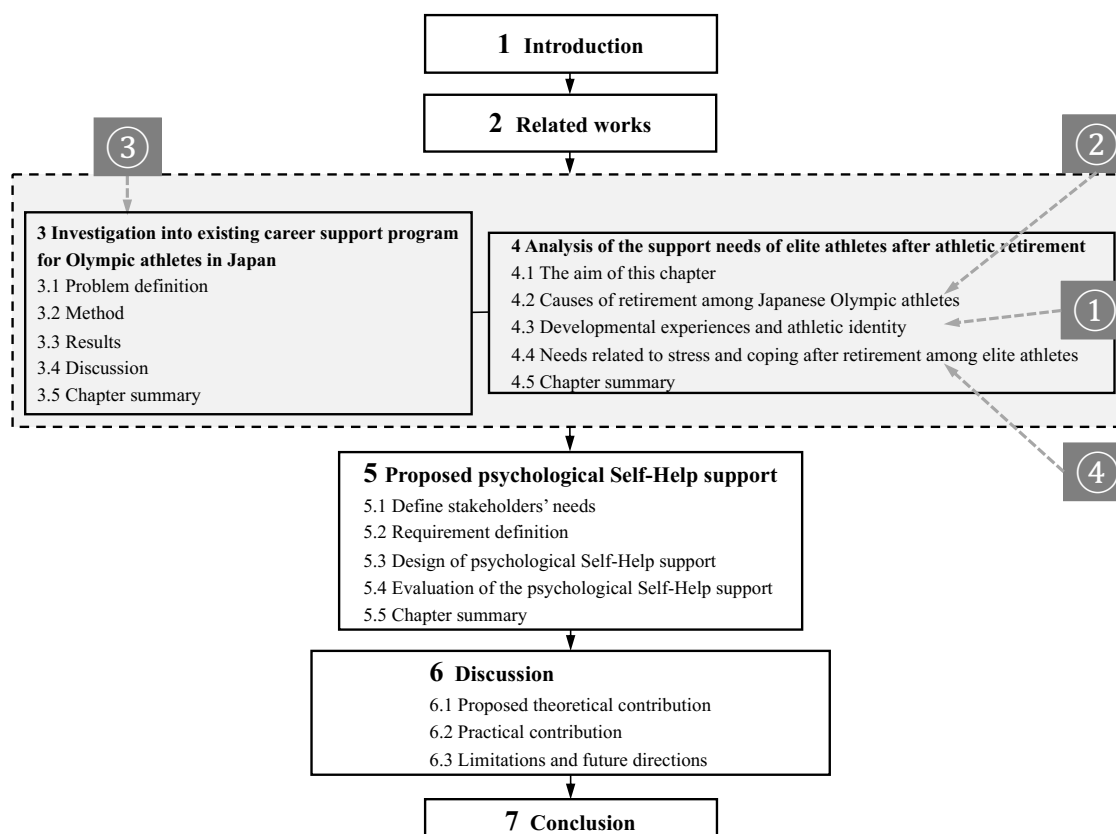 1 Introduction
2 Related works
③
②
3 Investigation into existing career support program
for Olympic athletes in Japan
3.1 Problem definition
3.2 Method
3.3 Results
3.4 Discussion
3.5 Chapter summary
4 Analysis of the support needs of elite athletes after athletic retirement
4.1 The aim of this chapter
4.2 Causes of retirement among Japanese Olympic athletes
4.3 Developmental experiences and athletic identity
4.4 Needs related to stress and coping after retirement among elite athletes
4.5 Chapter summary
①
④
5 Proposed psychological Self-Help support
5.1 Define stakeholders’ needs
5.2 Requirement definition
5.3 Design of psychological Self-Help support
5.4 Evaluation of the psychological Self-Help support
5.5 Chapter summary
6 Discussion
6.1 Proposed theoretical contribution
6.2 Practical contribution
6.3 Limitations and future directions
7 Conclusion